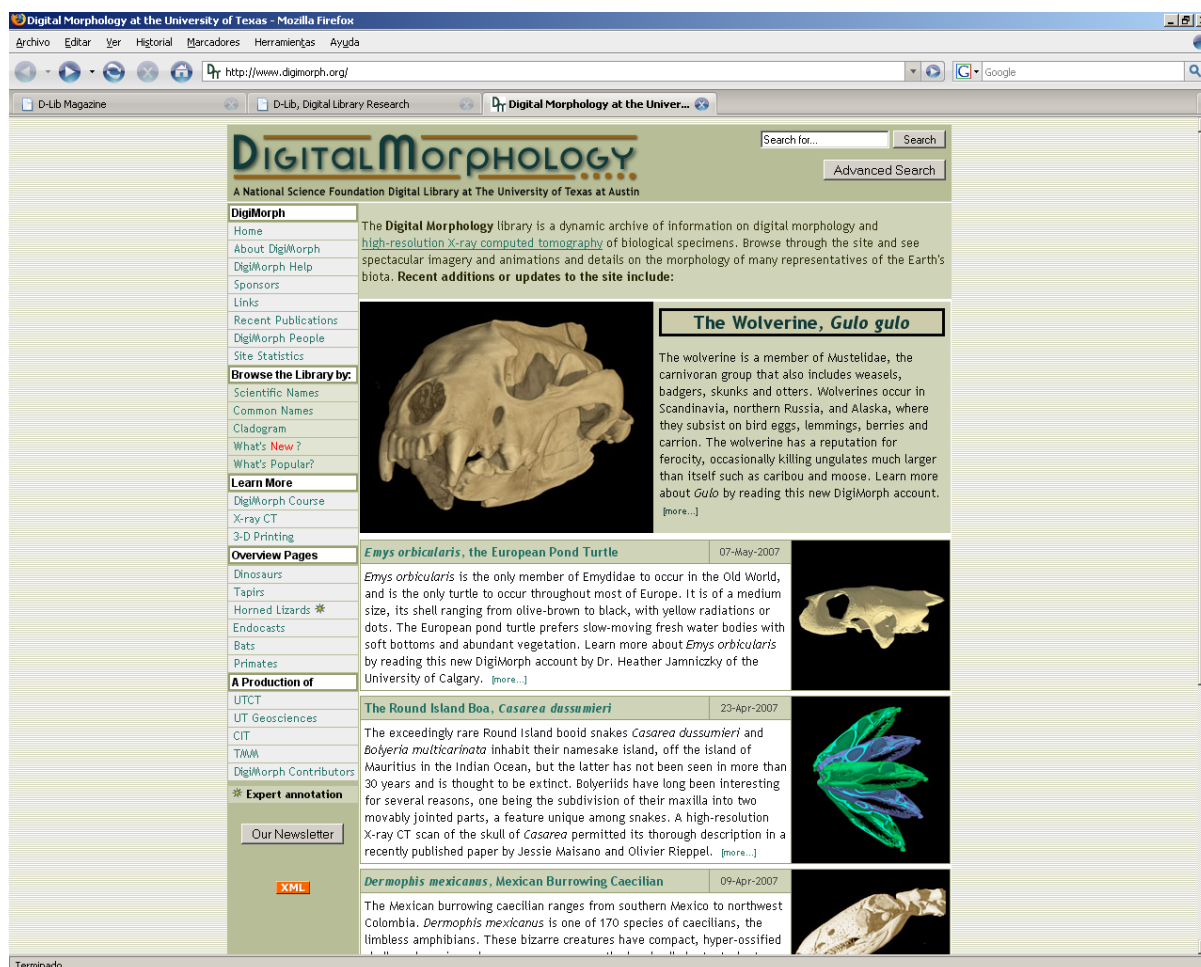 Digital Morphology at the University of Texas - Mozilla Firefox
Archivo Editar Ver Historial Marcadores Herramientas Ayuda
http://www.digimorph.org/
Google
D-Lib Magazine
D-Lib, Digital Library Research
Digital Morphology at the Univer...
DIGITAL MORPHOLOGY
A National Science Foundation Digital Library at The University of Texas at Austin
Search for...
Search
Advanced Search
DigiMorph
Home
About DigiMorph
DigiMorph Help
Sponsors
Links
Recent Publications
DigiMorph People
Site Statistics
Browse the Library by:
Scientific Names
Common Names
Cladogram
What's New ?
What's Popular?
Learn More
DigiMorph Course
X-ray CT
3-D Printing
Overview Pages
Dinosaurs
Tapirs
Horned Lizards
Endocasts
Bats
Primates
A Production of
UTCT
UT Geosciences
CIT
TMM
DigiMorph Contributors
Expert annotation
Our Newsletter
XML
The Digital Morphology library is a dynamic archive of information on digital morphology and
high-resolution X-ray computed tomography of biological specimens. Browse through the site and see
spectacular imagery and animations and details on the morphology of many representatives of the Earth's
biota. Recent additions or updates to the site include:
The Wolverine, Gulo gulo
The wolverine is a member of Mustelidae, the
carnivoran group that also includes weasels,
badgers, skunks and otters. Wolverines occur in
Scandinavia, northern Russia, and Alaska, where
they subsist on bird eggs, lemmings, berries and
carrion. The wolverine has a reputation for
ferocity, occasionally killing ungulates much larger
than itself such as caribou and moose. Learn more
about Gulo by reading this new DigiMorph account.
[more...]
Emys orbicularis, the European Pond Turtle
07-May-2007
Emys orbicularis is the only member of Emydidae to occur in the Old World,
and is the only turtle to occur throughout most of Europe. It is of a medium
size, its shell ranging from olive-brown to black, with yellow radiations or
dots. The European pond turtle prefers slow-moving fresh water bodies with
soft bottoms and abundant vegetation. Learn more about Emys orbicularis
by reading this new DigiMorph account by Dr. Heather Jamniczky of the
University of Calgary. [more...]
The Round Island Boa, Casarea dussumieri
23-Apr-2007
The exceedingly rare Round Island booid snakes Casarea dussumieri and
Bolyeria multicarinata inhabit their namesake island, off the island of
Mauritius in the Indian Ocean, but the latter has not been seen in more than
30 years and is thought to be extinct. Bolyeriids have long been interesting
for several reasons, one being the subdivision of their maxilla into two
movably jointed parts, a feature unique among snakes. A high-resolution
X-ray CT scan of the skull of Casarea permitted its thorough description in a
recently published paper by Jessie Maisano and Olivier Rieppel. [more...]
Dermophis mexicanus, Mexican Burrowing Caecilian
09-Apr-2007
The Mexican burrowing caecilian ranges from southern Mexico to northwest
Colombia. Dermophis mexicanus is one of 170 species of caecilians, the
limbless amphibians. These bizarre creatures have compact, hyper-ossified
Terminado